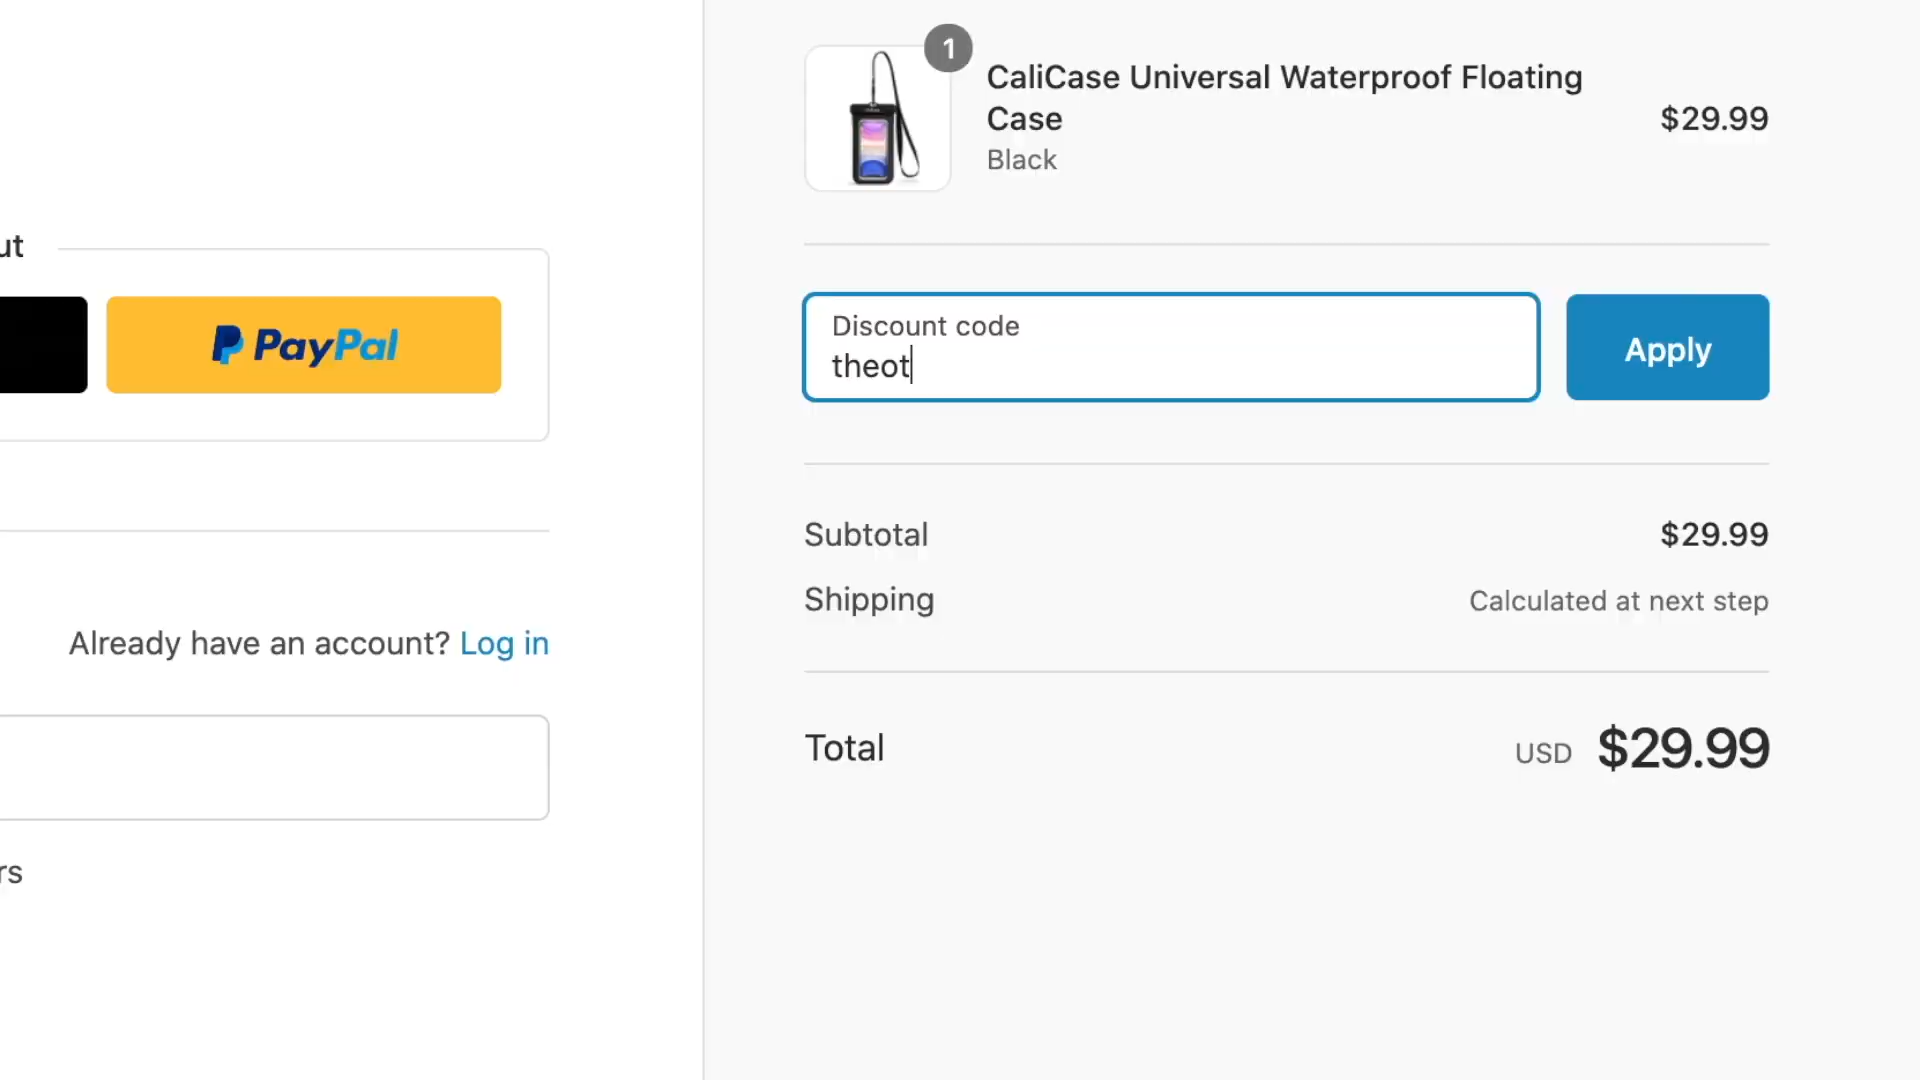 1
CaliCase Universal Waterproof Floating
Case
$29.99
Black
ut
PayPal
Discount code
theot
Apply
Subtotal
$29.99
Shipping
Calculated at next step
Already have an account? Log in
Total
USD $29.99
rs